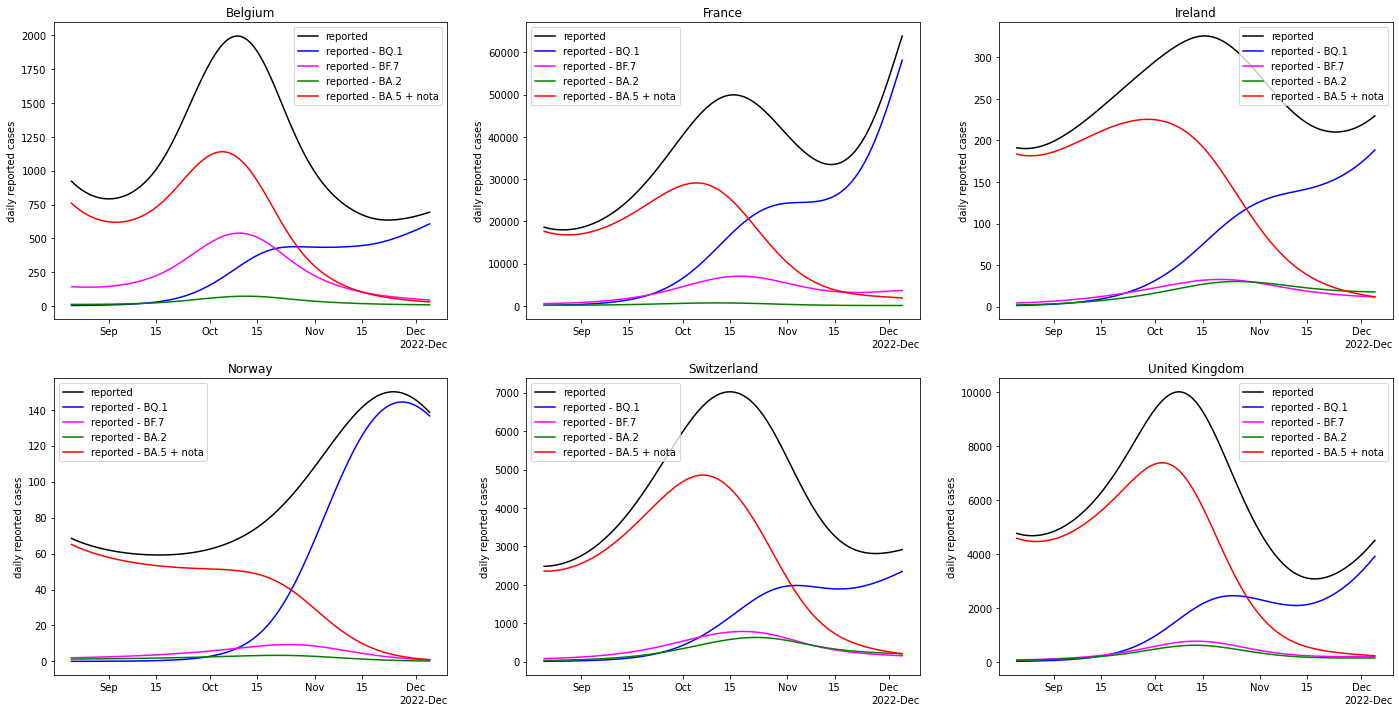 Belgium
daily reported cases
2000
1750
1500
1250
1000
750
500
250
0
reported
reported - BQ.1
reported - BF.7
reported - BA.2
reported - BA.5 + nota
Sep 15 Oct 15 Nov 15 Dec
2022-Dec
France
daily reported cases
60000
50000
40000
30000
20000
10000
0
reported
reported - BQ.1
reported - BF.7
reported - BA.2
reported - BA.5 + nota
Sep 15 Oct 15 Nov 15 Dec
2022-Dec
Ireland
daily reported cases
300
250
200
150
100
50
0
reported
reported - BQ.1
reported - BF.7
reported - BA.2
reported - BA.5 + nota
Sep 15 Oct 15 Nov 15 Dec
2022-Dec
Norway
daily reported cases
140
120
100
80
60
40
20
0
reported
reported - BQ.1
reported - BF.7
reported - BA.2
reported - BA.5 + nota
Sep 15 Oct 15 Nov 15 Dec
2022-Dec
Switzerland
daily reported cases
7000
6000
5000
4000
3000
2000
1000
0
reported
reported - BQ.1
reported - BF.7
reported - BA.2
reported - BA.5 + nota
Sep 15 Oct 15 Nov 15 Dec
2022-Dec
United Kingdom
daily reported cases
10000
8000
6000
4000
2000
0
reported
reported - BQ.1
reported - BF.7
reported - BA.2
reported - BA.5 + nota
Sep 15 Oct 15 Nov 15 Dec
2022-Dec